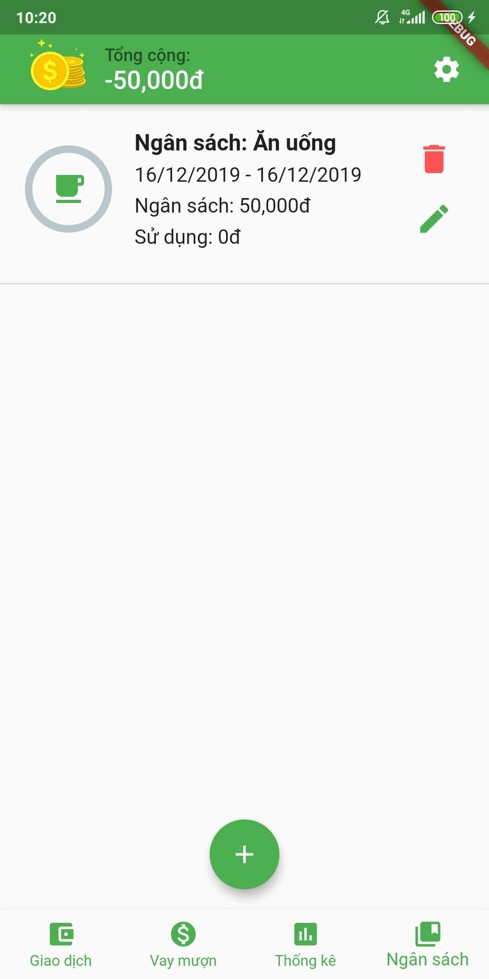 10:20
4G
100
Tổng cộng:
-50,000đ
Ngân sách: Ăn uống
16/12/2019 - 16/12/2019
Ngân sách: 50,000đ
Sử dụng: 0đ
Giao dịch
Vay mượn
Thống kê
Ngân sách